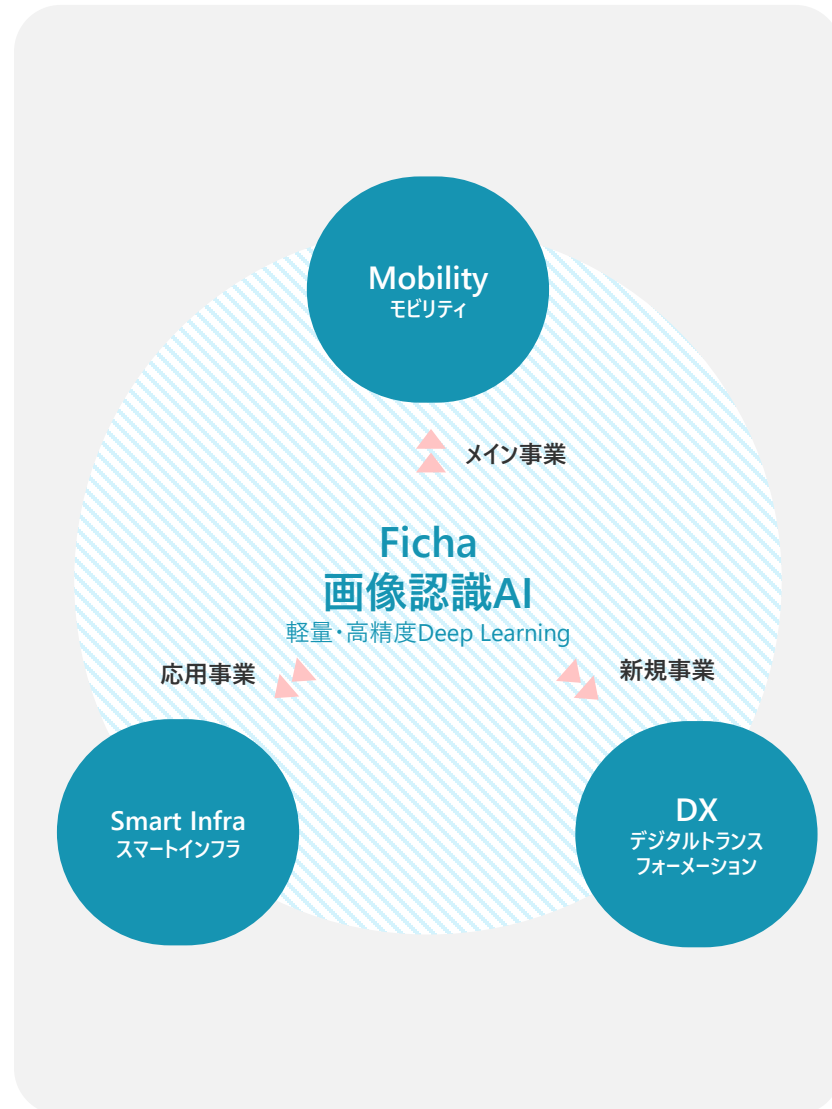 Mobility
モビリティ
メイン事業
Ficha
画像認識AI
軽量・高精度Deep Learning
応用事業
新規事業
Smart Infra
スマートインフラ
DX
デジタルトランス
フォーメーション